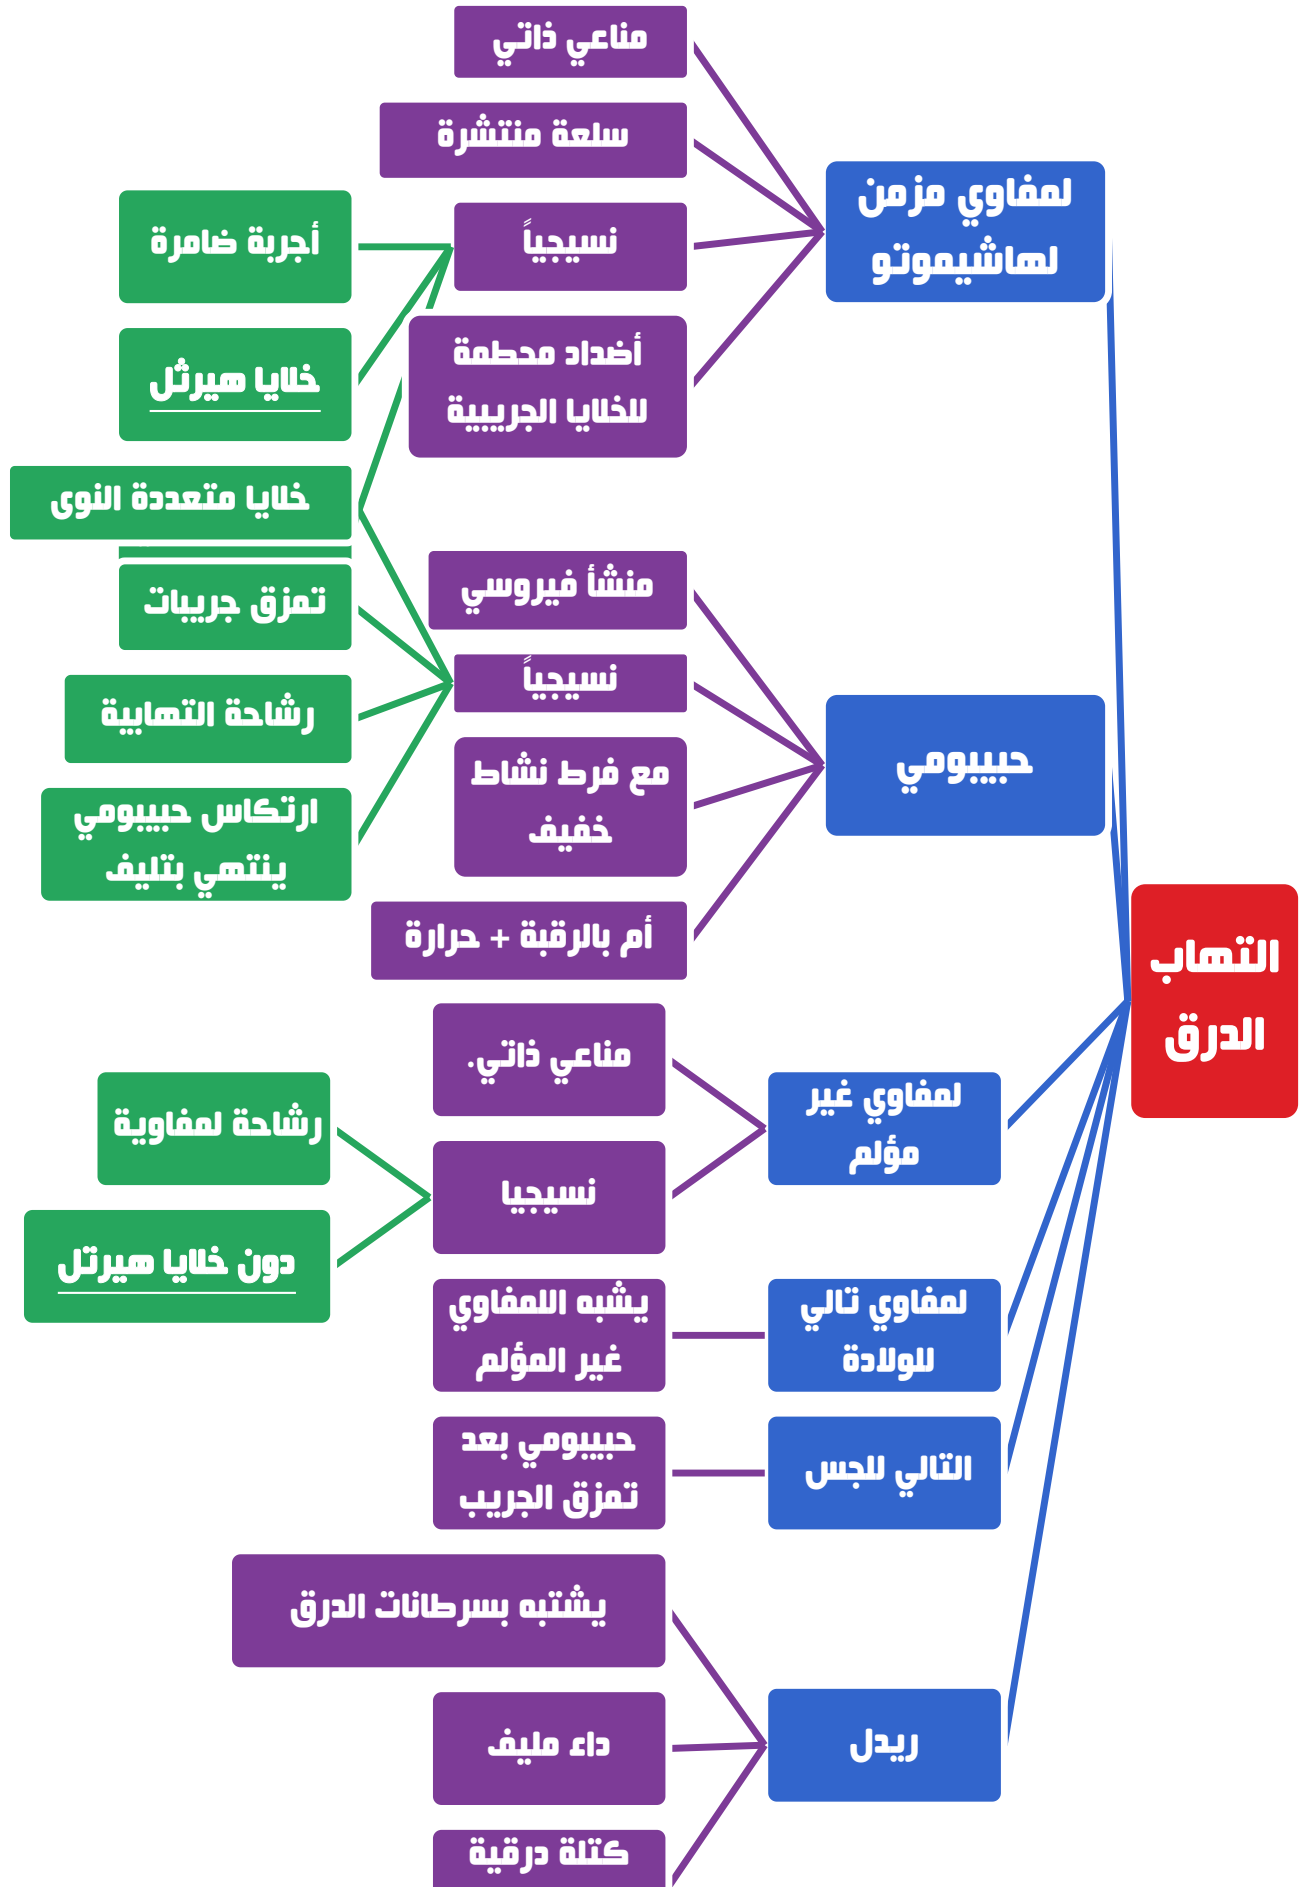 التهاب
الدرق
لمفاوي مزمن
لهاشيمونو
مناعي ذاتي
سلعة منتشرة
نسيجياً
أجربة ضامرة
خلايا هيرثل
خلايا متعددة النوى
أضداد محطمة
للخلايا الجريبية
حبيبومي
منشأ فيروسي
نسيجياً
تمزق جريبات
رشاحة التهابية
ارتكاس حبيبومي
ينتهي بتليف
مع فرط نشاط
خفيف
أم بالرقبة + حرارة
لمفاوي غير
مؤلم
مناعي ذاتي.
نسيجيا
رشاحة لمفاوية
دون خلايا هيرتل
لمفاوي تالي
للولادة
يشبه اللمفاوي
غير المؤلم
التالي للجس
حبيبومي بعد
تمزق الجريب
ريدل
يشتبه بسرطانات الدرق
داء مليف
كتلة درقية